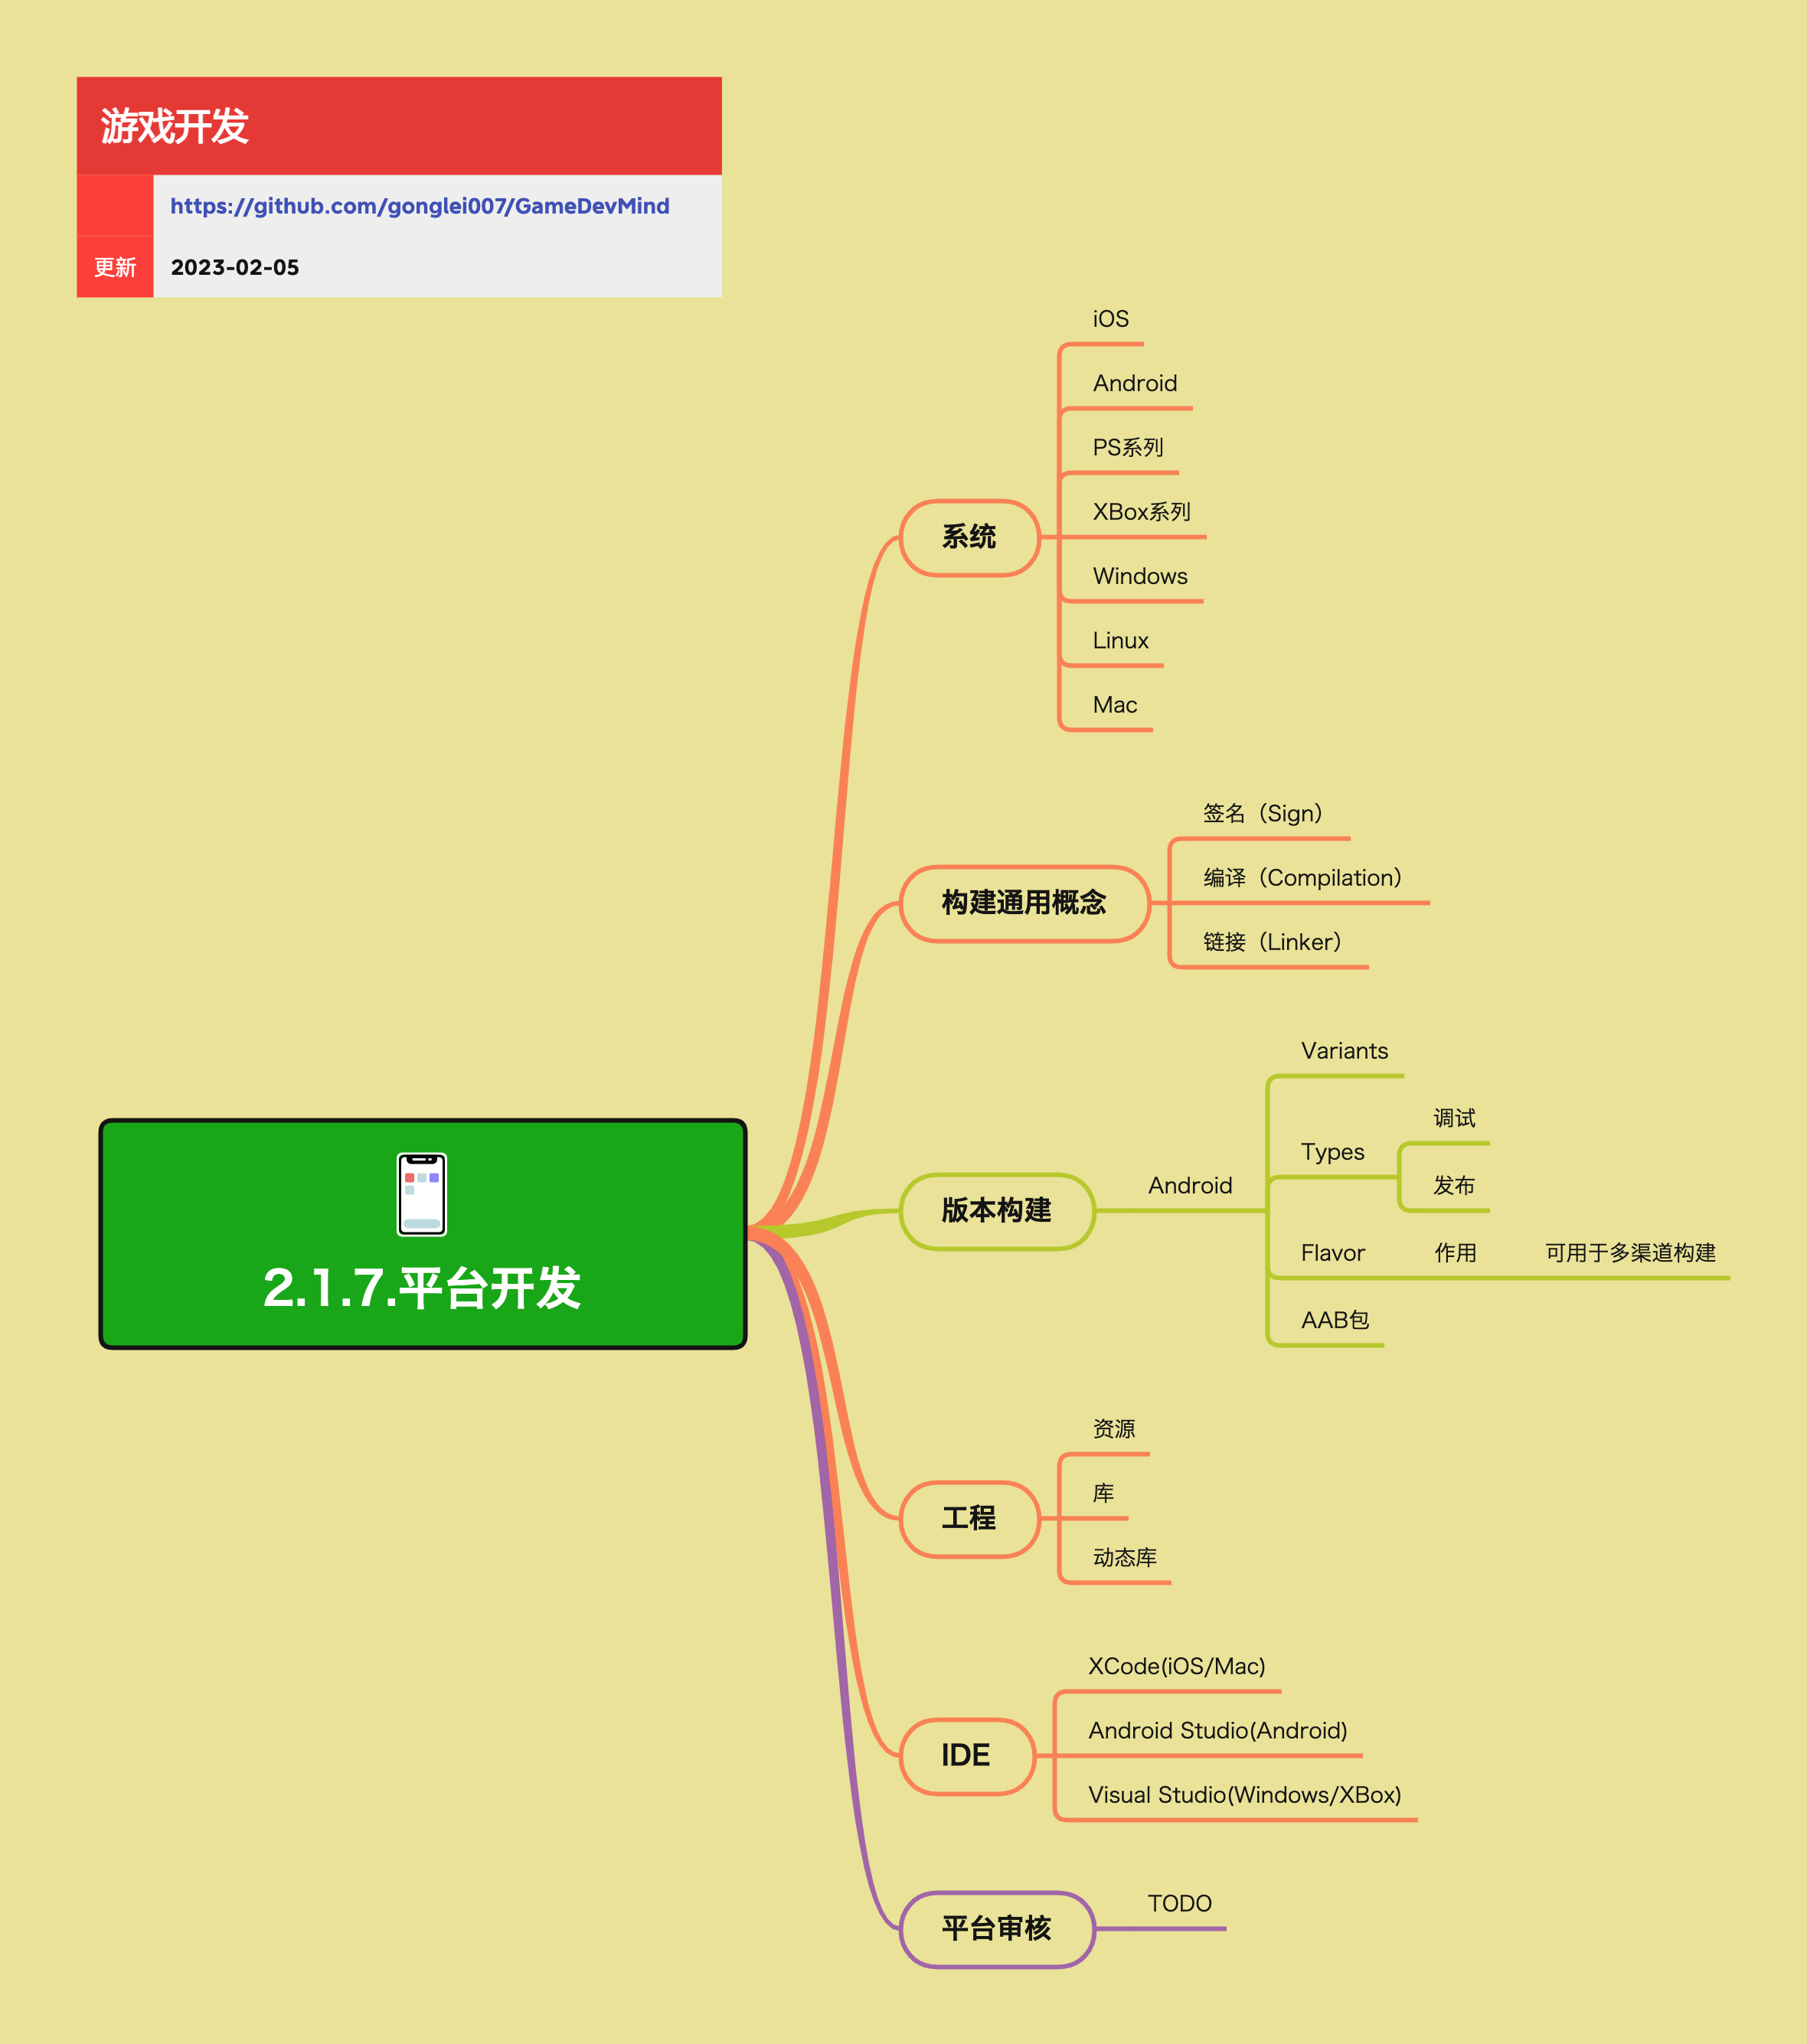 游戏开发
https://github.com/gonglei007/GameDevMind
更新
2023-02-05
2.1.7.平台开发
系统
iOS
Android
PS系列
XBox系列
Windows
Linux
Mac
构建通用概念
签名（Sign）
编译（Compilation）
链接（Linker）
版本构建
Android
Variants
Types
调试
发布
Flavor
作用
可用于多渠道构建
AAB包
工程
资源
库
动态库
IDE
XCode(iOS/Mac)
Android Studio(Android)
Visual Studio(Windows/XBox)
平台审核
TODO